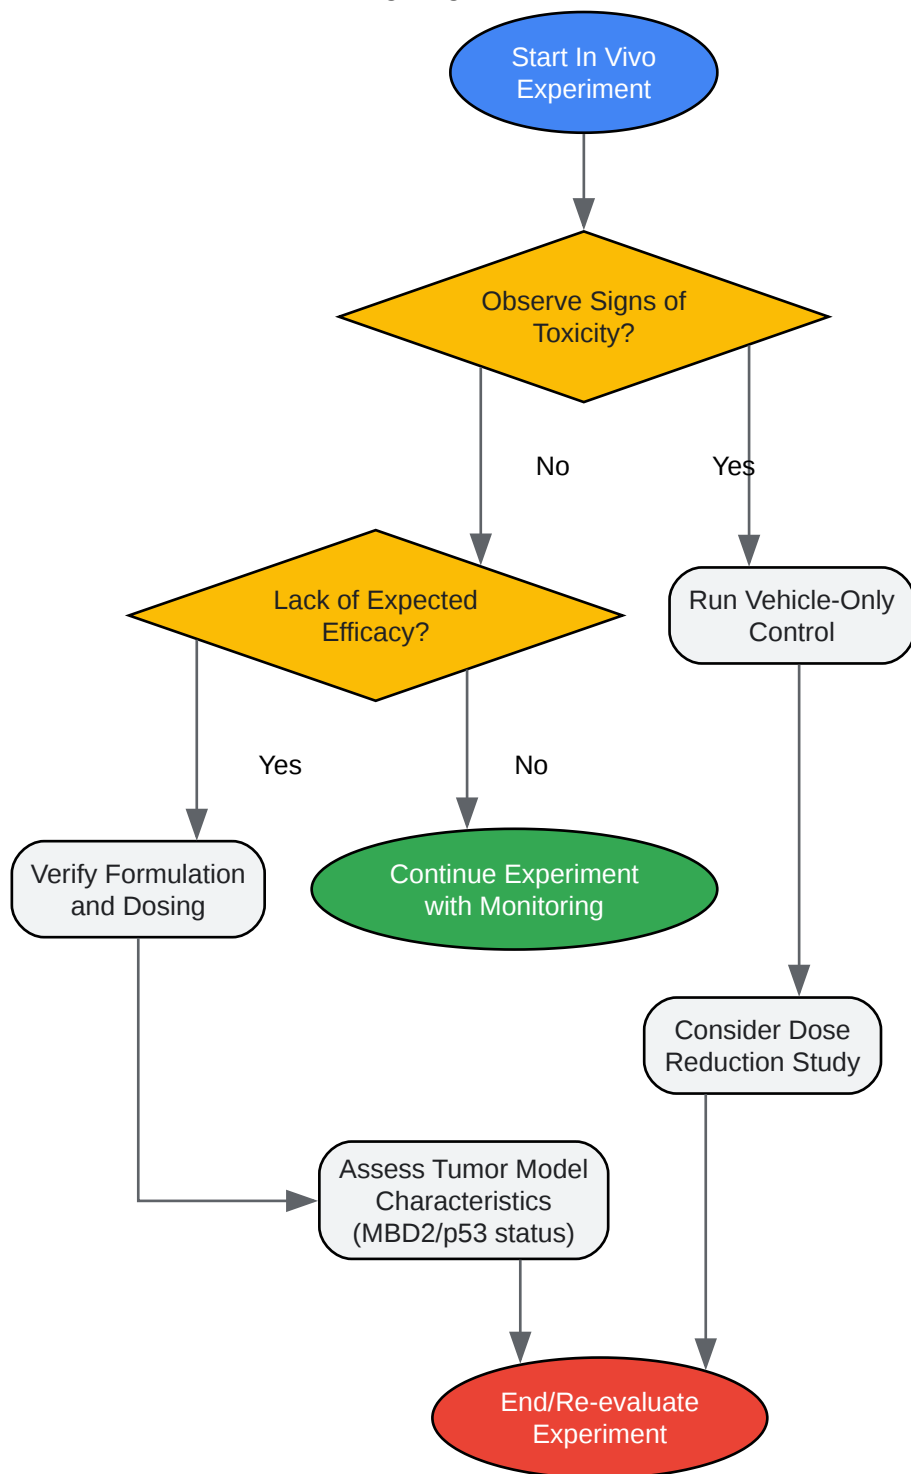 Start In Vivo
Experiment
Observe Signs of
Toxicity?
No
Yes
Lack of Expected
Efficacy?
Run Vehicle-Only
Control
Yes
No
Verify Formulation
and Dosing
Continue Experiment
with Monitoring
Consider Dose
Reduction Study
Assess Tumor Model
Characteristics
(MBD2/p53 status)
End/Re-evaluate
Experiment